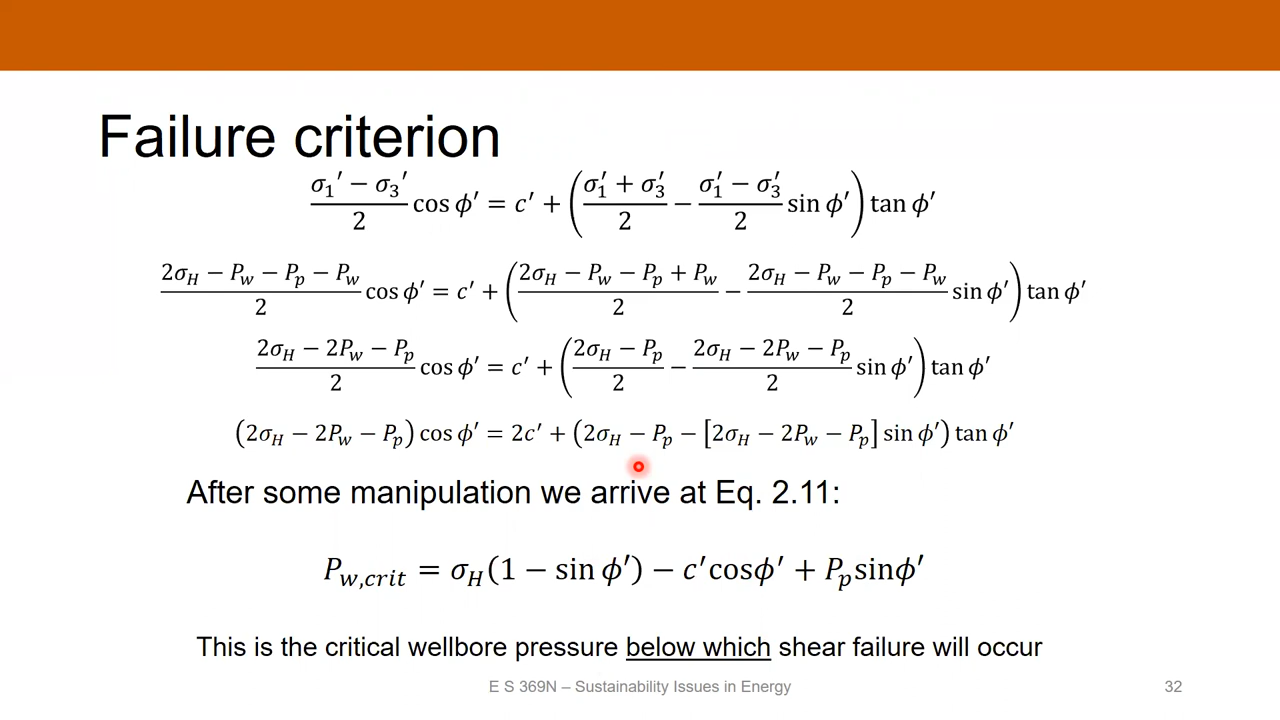 Failure criterion
(σ₁′ − σ₃′)/2 cos ϕ′ = c′ + ((σ₁′ + σ₃′)/2 − (σ₁′ − σ₃′)/2 sin ϕ′) tan ϕ′
(2σ_H − P_w − P_p − P_w)/2 cos ϕ′ = c′ + ((2σ_H − P_w − P_p + P_w)/2 − (2σ_H − P_w − P_p − P_w)/2 sin ϕ′) tan ϕ′
(2σ_H − 2P_w − P_p)/2 cos ϕ′ = c′ + ((2σ_H − P_p)/2 − (2σ_H − 2P_w − P_p)/2 sin ϕ′) tan ϕ′
(2σ_H − 2P_w − P_p) cos ϕ′ = 2c′ + (2σ_H − P_p − [2σ_H − 2P_w − P_p] sin ϕ′) tan ϕ′
After some manipulation we arrive at Eq. 2.11:
P_w,crit = σ_H(1 − sin ϕ′) − c′cosϕ′ + P_p sinϕ′
This is the critical wellbore pressure below which shear failure will occur
E S 369N – Sustainability Issues in Energy
32